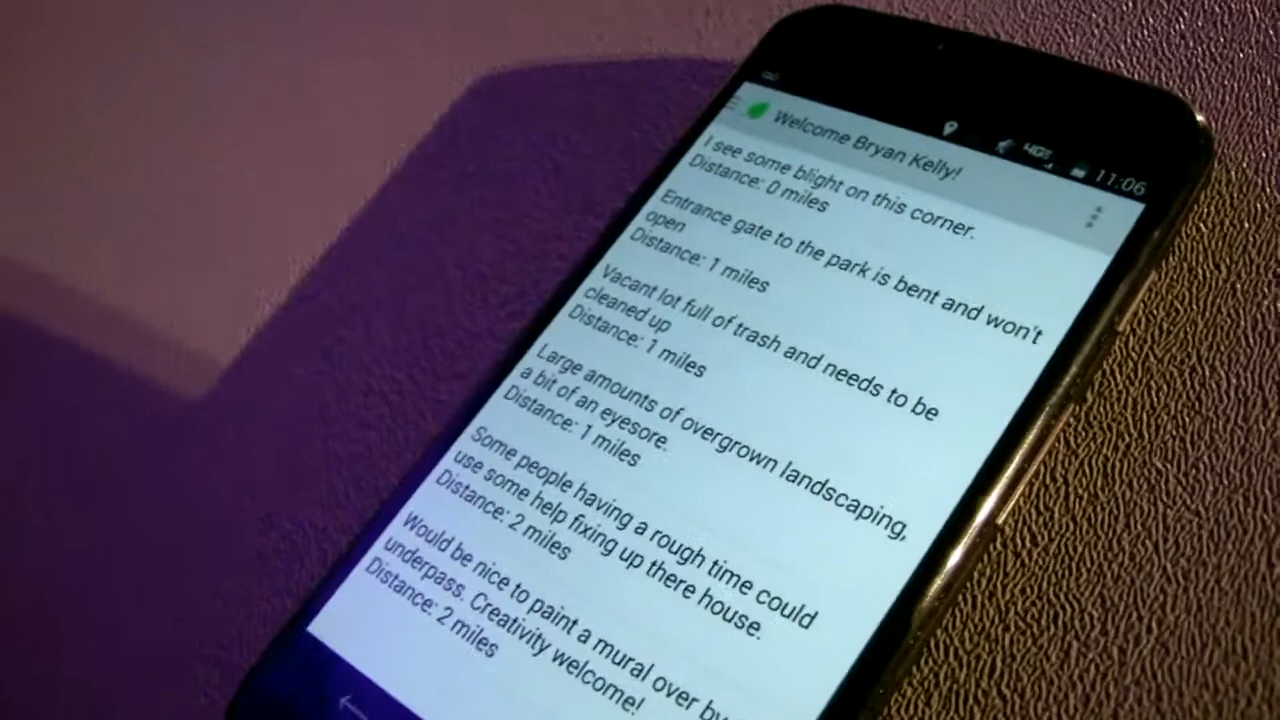 4G
11:06
Welcome Bryan Kelly!
I see some blight on this corner.
Distance: 0 miles
Entrance gate to the park is bent and won't
open
Distance: 1 miles
Vacant lot full of trash and needs to be
cleaned up
Distance: 1 miles
Large amounts of overgrown landscaping,
a bit of an eyesore.
Distance: 1 miles
Some people having a rough time could
use some help fixing up there house.
Distance: 2 miles
Would be nice to paint a mural over by
underpass. Creativity welcome!
Distance: 2 miles